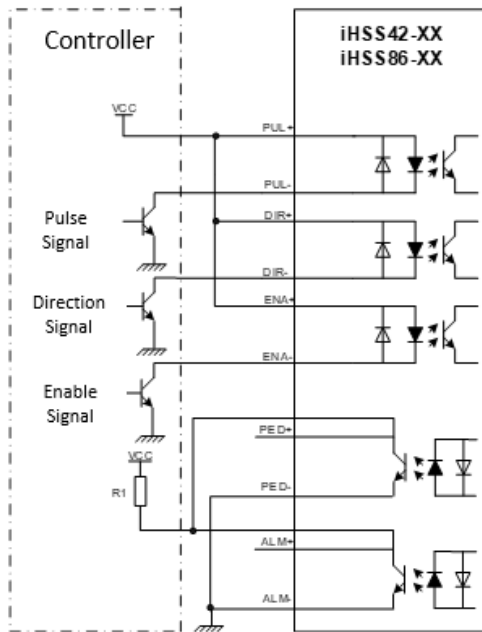 Controller
iHSS42-XX
iHSS86-XX
VCC
PUL+
PUL-
Pulse
Signal
DIR+
DIR-
Direction
Signal
ENA+
ENA-
Enable
Signal
PED+
VCC
R1
PED-
ALM+
ALM-